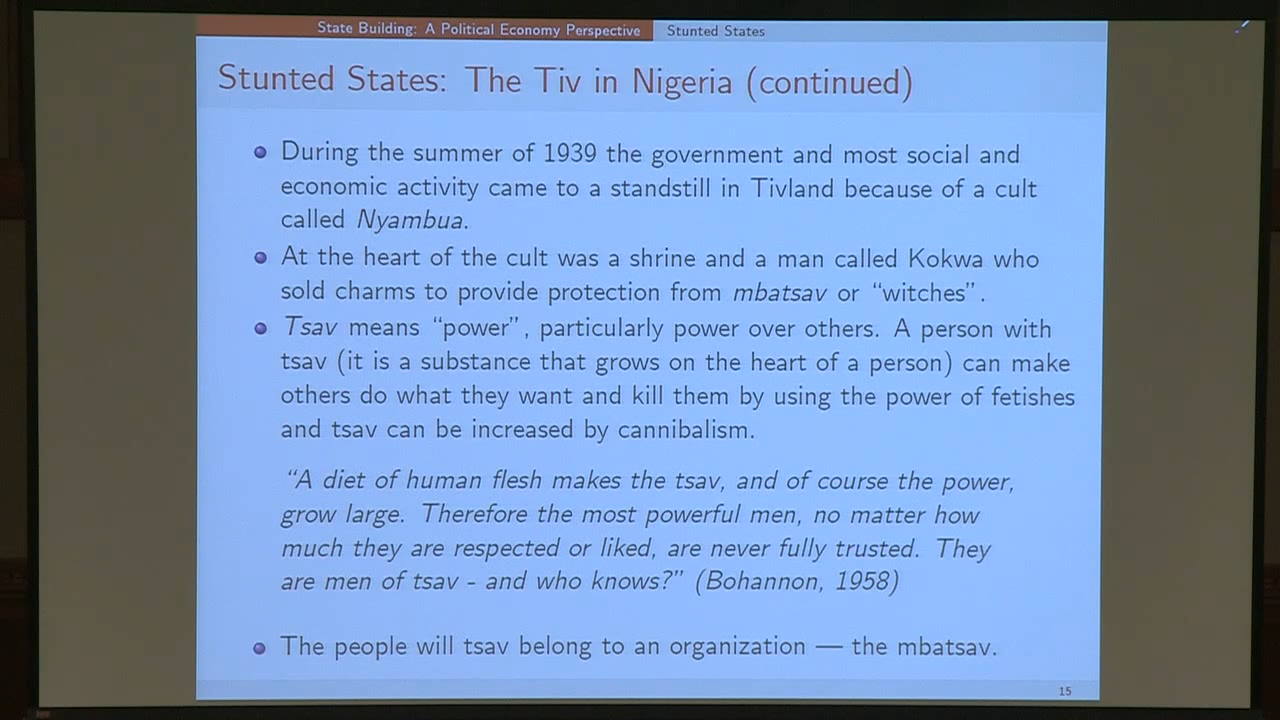 State Building: A Political Economy Perspective Stunted States
Stunted States: The Tiv in Nigeria (continued)
During the summer of 1939 the government and most social and
economic activity came to a standstill in Tivland because of a cult
called Nyambua.
At the heart of the cult was a shrine and a man called Kokwa who
sold charms to provide protection from mbatsav or “witches”.
Tsav means “power”, particularly power over others. A person with
tsav (it is a substance that grows on the heart of a person) can make
others do what they want and kill them by using the power of fetishes
and tsav can be increased by cannibalism.
“A diet of human flesh makes the tsav, and of course the power,
grow large. Therefore the most powerful men, no matter how
much they are respected or liked, are never fully trusted. They
are men of tsav - and who knows?” (Bohannon, 1958)
The people will tsav belong to an organization — the mbatsav.
15